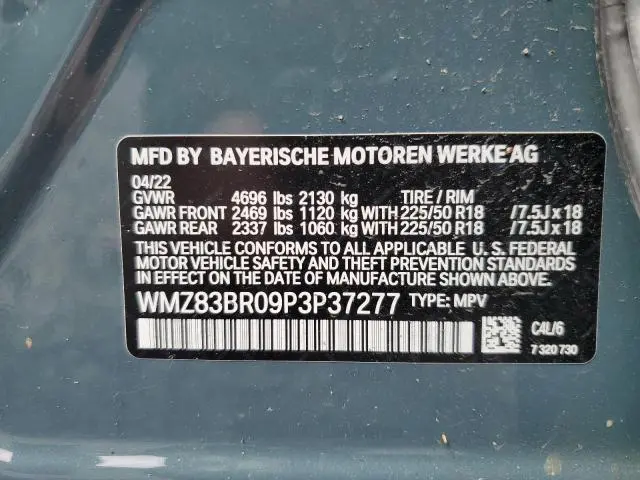 MFD BY BAYERISCHE MOTOREN WERKE AG
04/22
GVWR 4696 lbs 2130 kg TIRE / RIM
GAWR FRONT 2469 lbs 1120 kg WITH 225/50 R18 /7.5J x 18
GAWR REAR 2337 lbs 1060 kg WITH 225/50 R18 /7.5J x 18
THIS VEHICLE CONFORMS TO ALL APPLICABLE U. S. FEDERAL
MOTOR VEHICLE SAFETY AND THEFT PREVENTION STANDARDS
IN EFFECT ON THE DATE OF MANUFACTURE SHOWN ABOVE.
WMZ83BR09P3P37277 TYPE: MPV
C4L/6
7 320 730